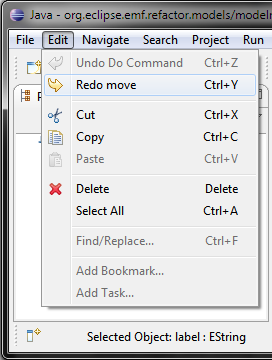 Java - org.eclipse.emf.refactor.models/model
File Edit Navigate Search Project Run
Undo Do Command Ctrl+Z
Redo move Ctrl+Y
Cut Ctrl+X
Copy Ctrl+C
Paste Ctrl+V
Delete Delete
Select All Ctrl+A
Find/Replace... Ctrl+F
Add Bookmark...
Add Task...
Selected Object: label : EString